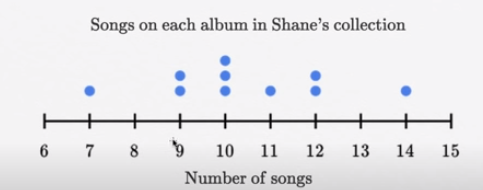 Songs on each album in Shane's collection
6 7 8 9 10 11 12 13 14 15
Number of songs